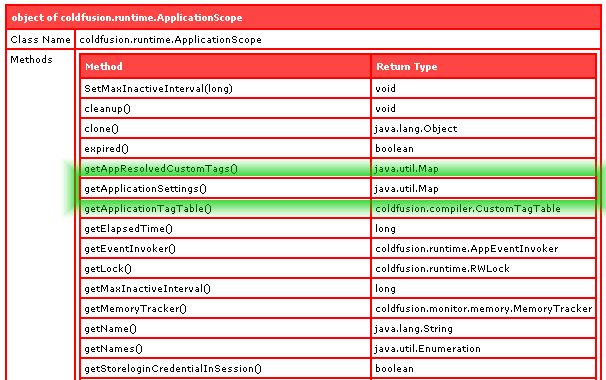 object of coldfusion.runtime.ApplicationScope
Class Name coldfusion.runtime.ApplicationScope
Methods
Method Return Type
SetMaxInactiveInterval(long) void
cleanup() void
clone() java.lang.Object
expired() boolean
getAppResolvedCustomTags() java.util.Map
getApplicationSettings() java.util.Map
getApplicationTagTable() coldfusion.compiler.CustomTagTable
getElapsedTime() long
getEventInvoker() coldfusion.runtime.AppEventInvoker
getLock() coldfusion.runtime.RWLock
getMaxInactiveInterval() long
getMemoryTracker() coldfusion.monitor.memory.MemoryTracker
getName() java.lang.String
getNames() java.util.Enumeration
getStoreloginCredentialInSession() boolean